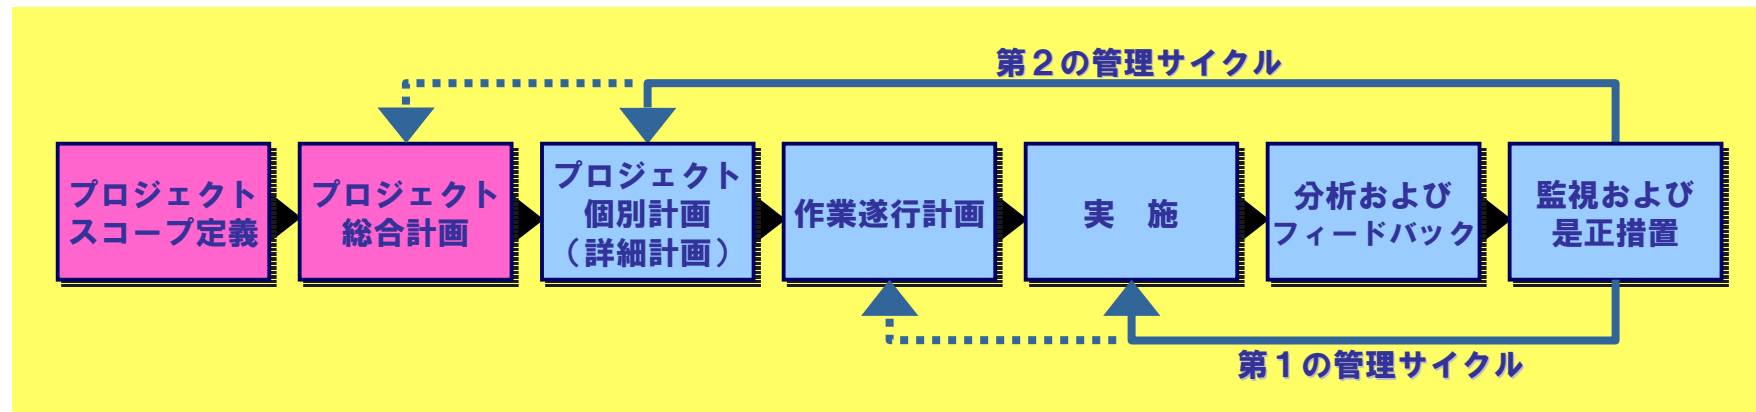 第２の管理サイクル
プロジェクト
スコープ定義
プロジェクト
総合計画
プロジェクト
個別計画
（詳細計画）
作業遂行計画
実　施
分析および
フィードバック
監視および
是正措置
第１の管理サイクル